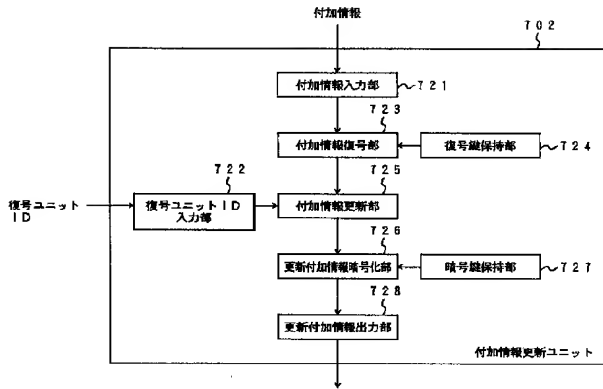 付加情報
702
付加情報入力部
721
723
付加情報復号部
復号鍵保持部
724
722
725
復号ユニット
ID
復号ユニットID
入力部
付加情報更新部
726
更新付加情報暗号化部
暗号鍵保持部
727
728
更新付加情報出力部
付加情報更新ユニット